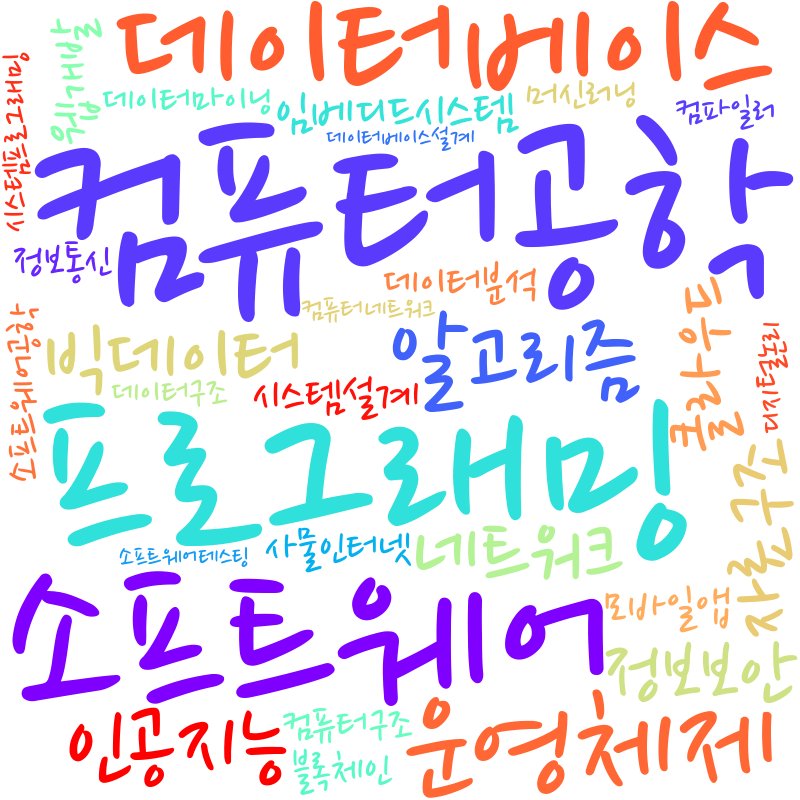 데이터베이스
웹개발
시스템프로그래밍
데이터마이닝
임베디드시스템
머신러닝
컴파일러
데이터베이스설계
컴퓨터공학
정보통신
데이터분석
컴퓨터네트워크
클라우드
소프트웨어공학
빅데이터
알고리즘
데이터구조
시스템설계
프로그래밍
자료구조
소프트웨어테스팅
사물인터넷
네트워크
소프트웨어
모바일앱
정보보안
인공지능
컴퓨터구조
블록체인
운영체제